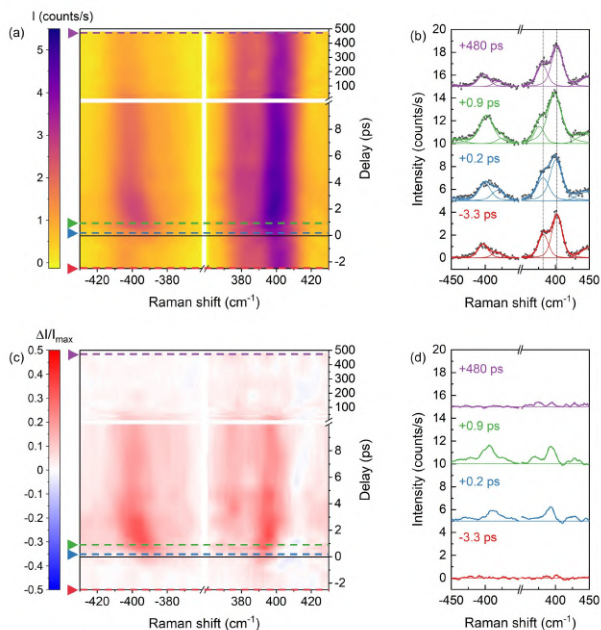 I (counts/s)
(a)
5
4
3
2
1
0
500
400
300
200
100
8
6
4
2
0
-2
Delay (ps)
-420 -400 -380 380 400 420
Raman shift (cm⁻¹)
(b)
+480 ps
+0.9 ps
+0.2 ps
-3.3 ps
20
18
16
14
12
10
8
6
4
2
0
Intensity (counts/s)
-450 -400 400 450
Raman shift (cm⁻¹)
ΔI/Imax
(c)
0.5
0.4
0.3
0.2
0.1
0
-0.1
-0.2
-0.3
-0.4
-0.5
500
400
300
200
100
8
6
4
2
0
-2
Delay (ps)
-420 -400 -380 380 400 420
Raman shift (cm⁻¹)
(d)
+480 ps
+0.9 ps
+0.2 ps
-3.3 ps
20
18
16
14
12
10
8
6
4
2
0
Intensity (counts/s)
-450 -400 400 450
Raman shift (cm⁻¹)